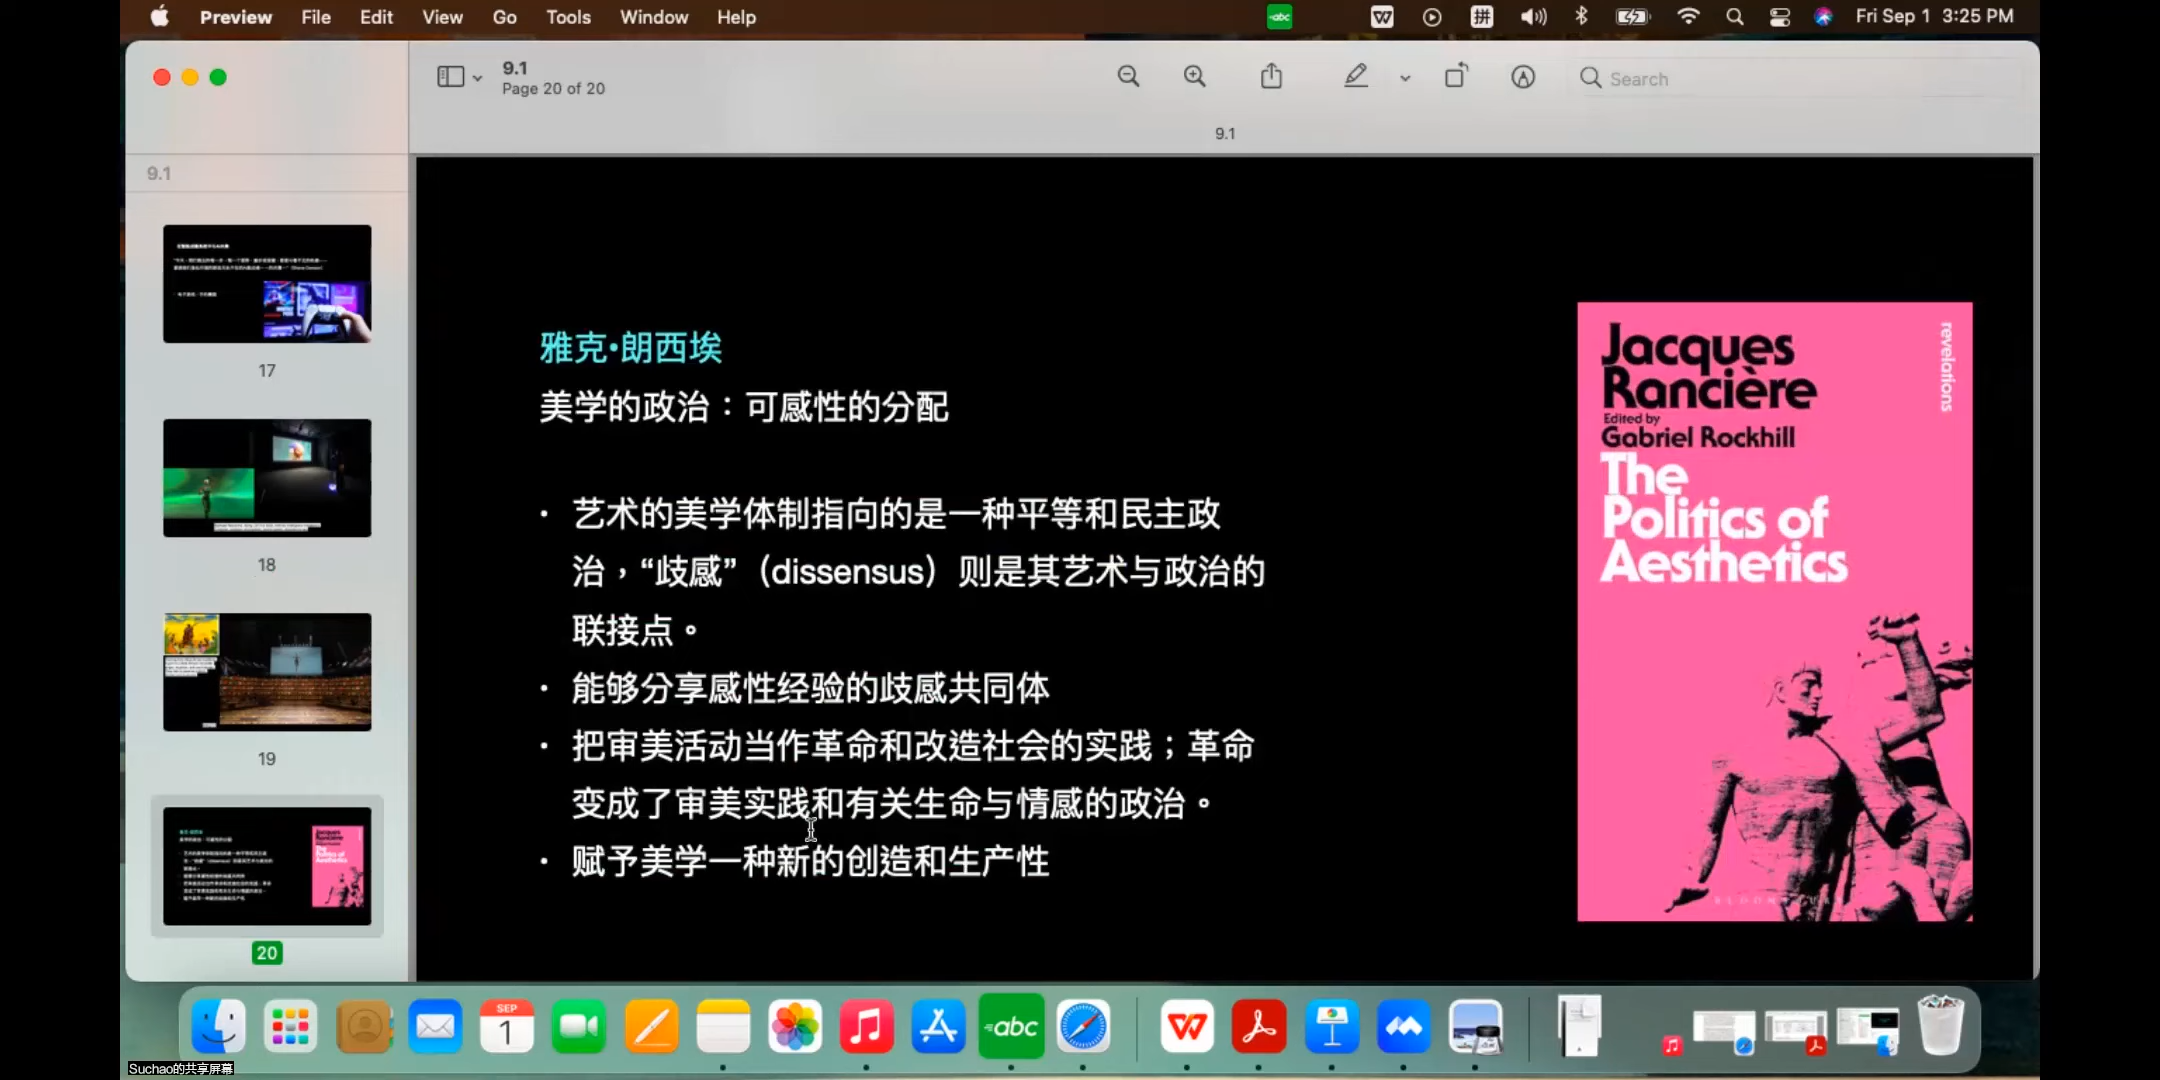 Preview File Edit View Go Tools Window Help
abc
拼
Fri Sep 1 3:25 PM
9.1
Page 20 of 20
Search
9.1
9.1
17
18
19
20
雅克•朗西埃
美学的政治：可感性的分配
• 艺术的美学体制指向的是一种平等和民主政
治，“歧感”（dissensus）则是其艺术与政治的
联接点。
• 能够分享感性经验的歧感共同体
• 把审美活动当作革命和改造社会的实践；革命
变成了审美实践和有关生命与情感的政治。
• 赋予美学一种新的创造和生产性
Jacques
Rancière
Edited by
Gabriel Rockhill
The
Politics of
Aesthetics
revelations
SEP
1
abc
Suchao的共享屏幕